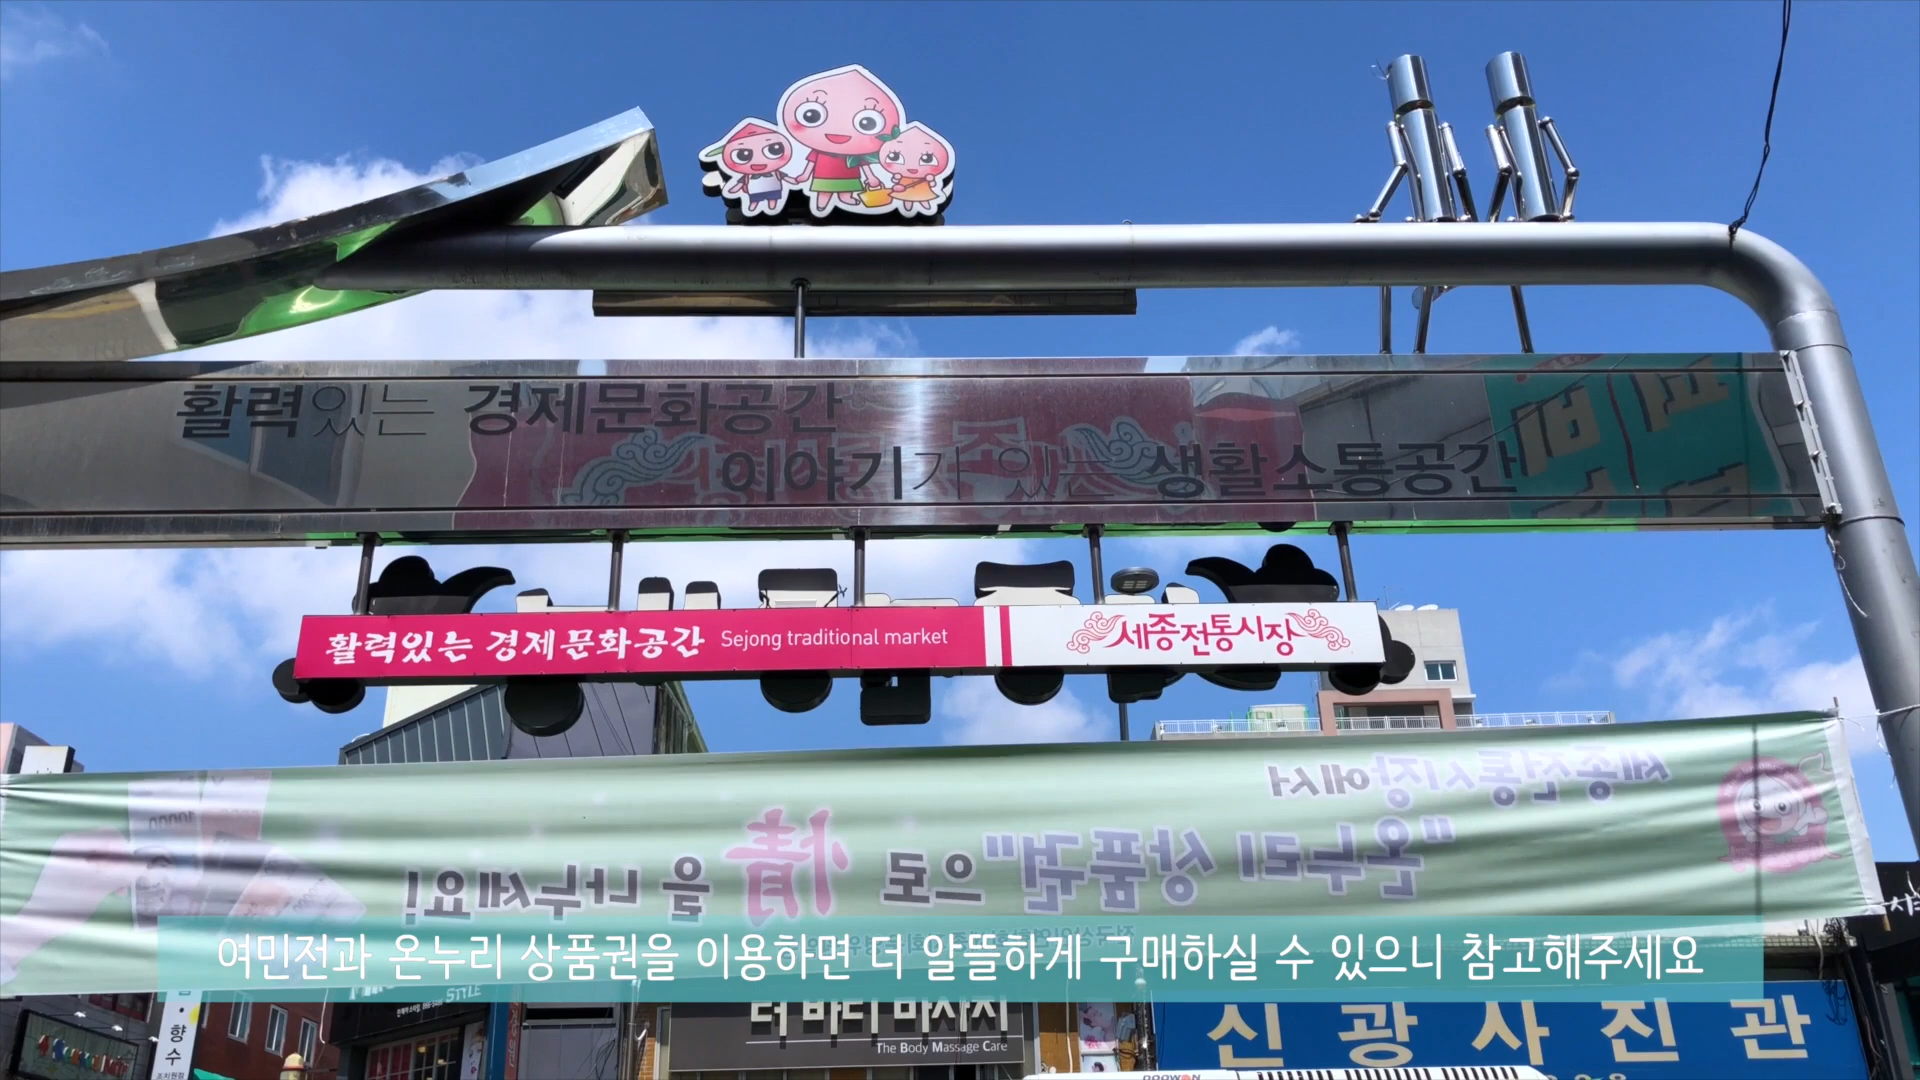 활력있는 경제문화공간
이야기가 있는 생활소통공간
활력있는 경제문화공간 Sejong traditional market 세종전통시장
세종전통시장에서
"온누리 상품권"으로 情을 나누세요!
여민전과 온누리 상품권을 이용하면 더 알뜰하게 구매하실 수 있으니 참고해주세요
STYLE
향수
더 바디 마사지
The Body Massage Care
신광사진관